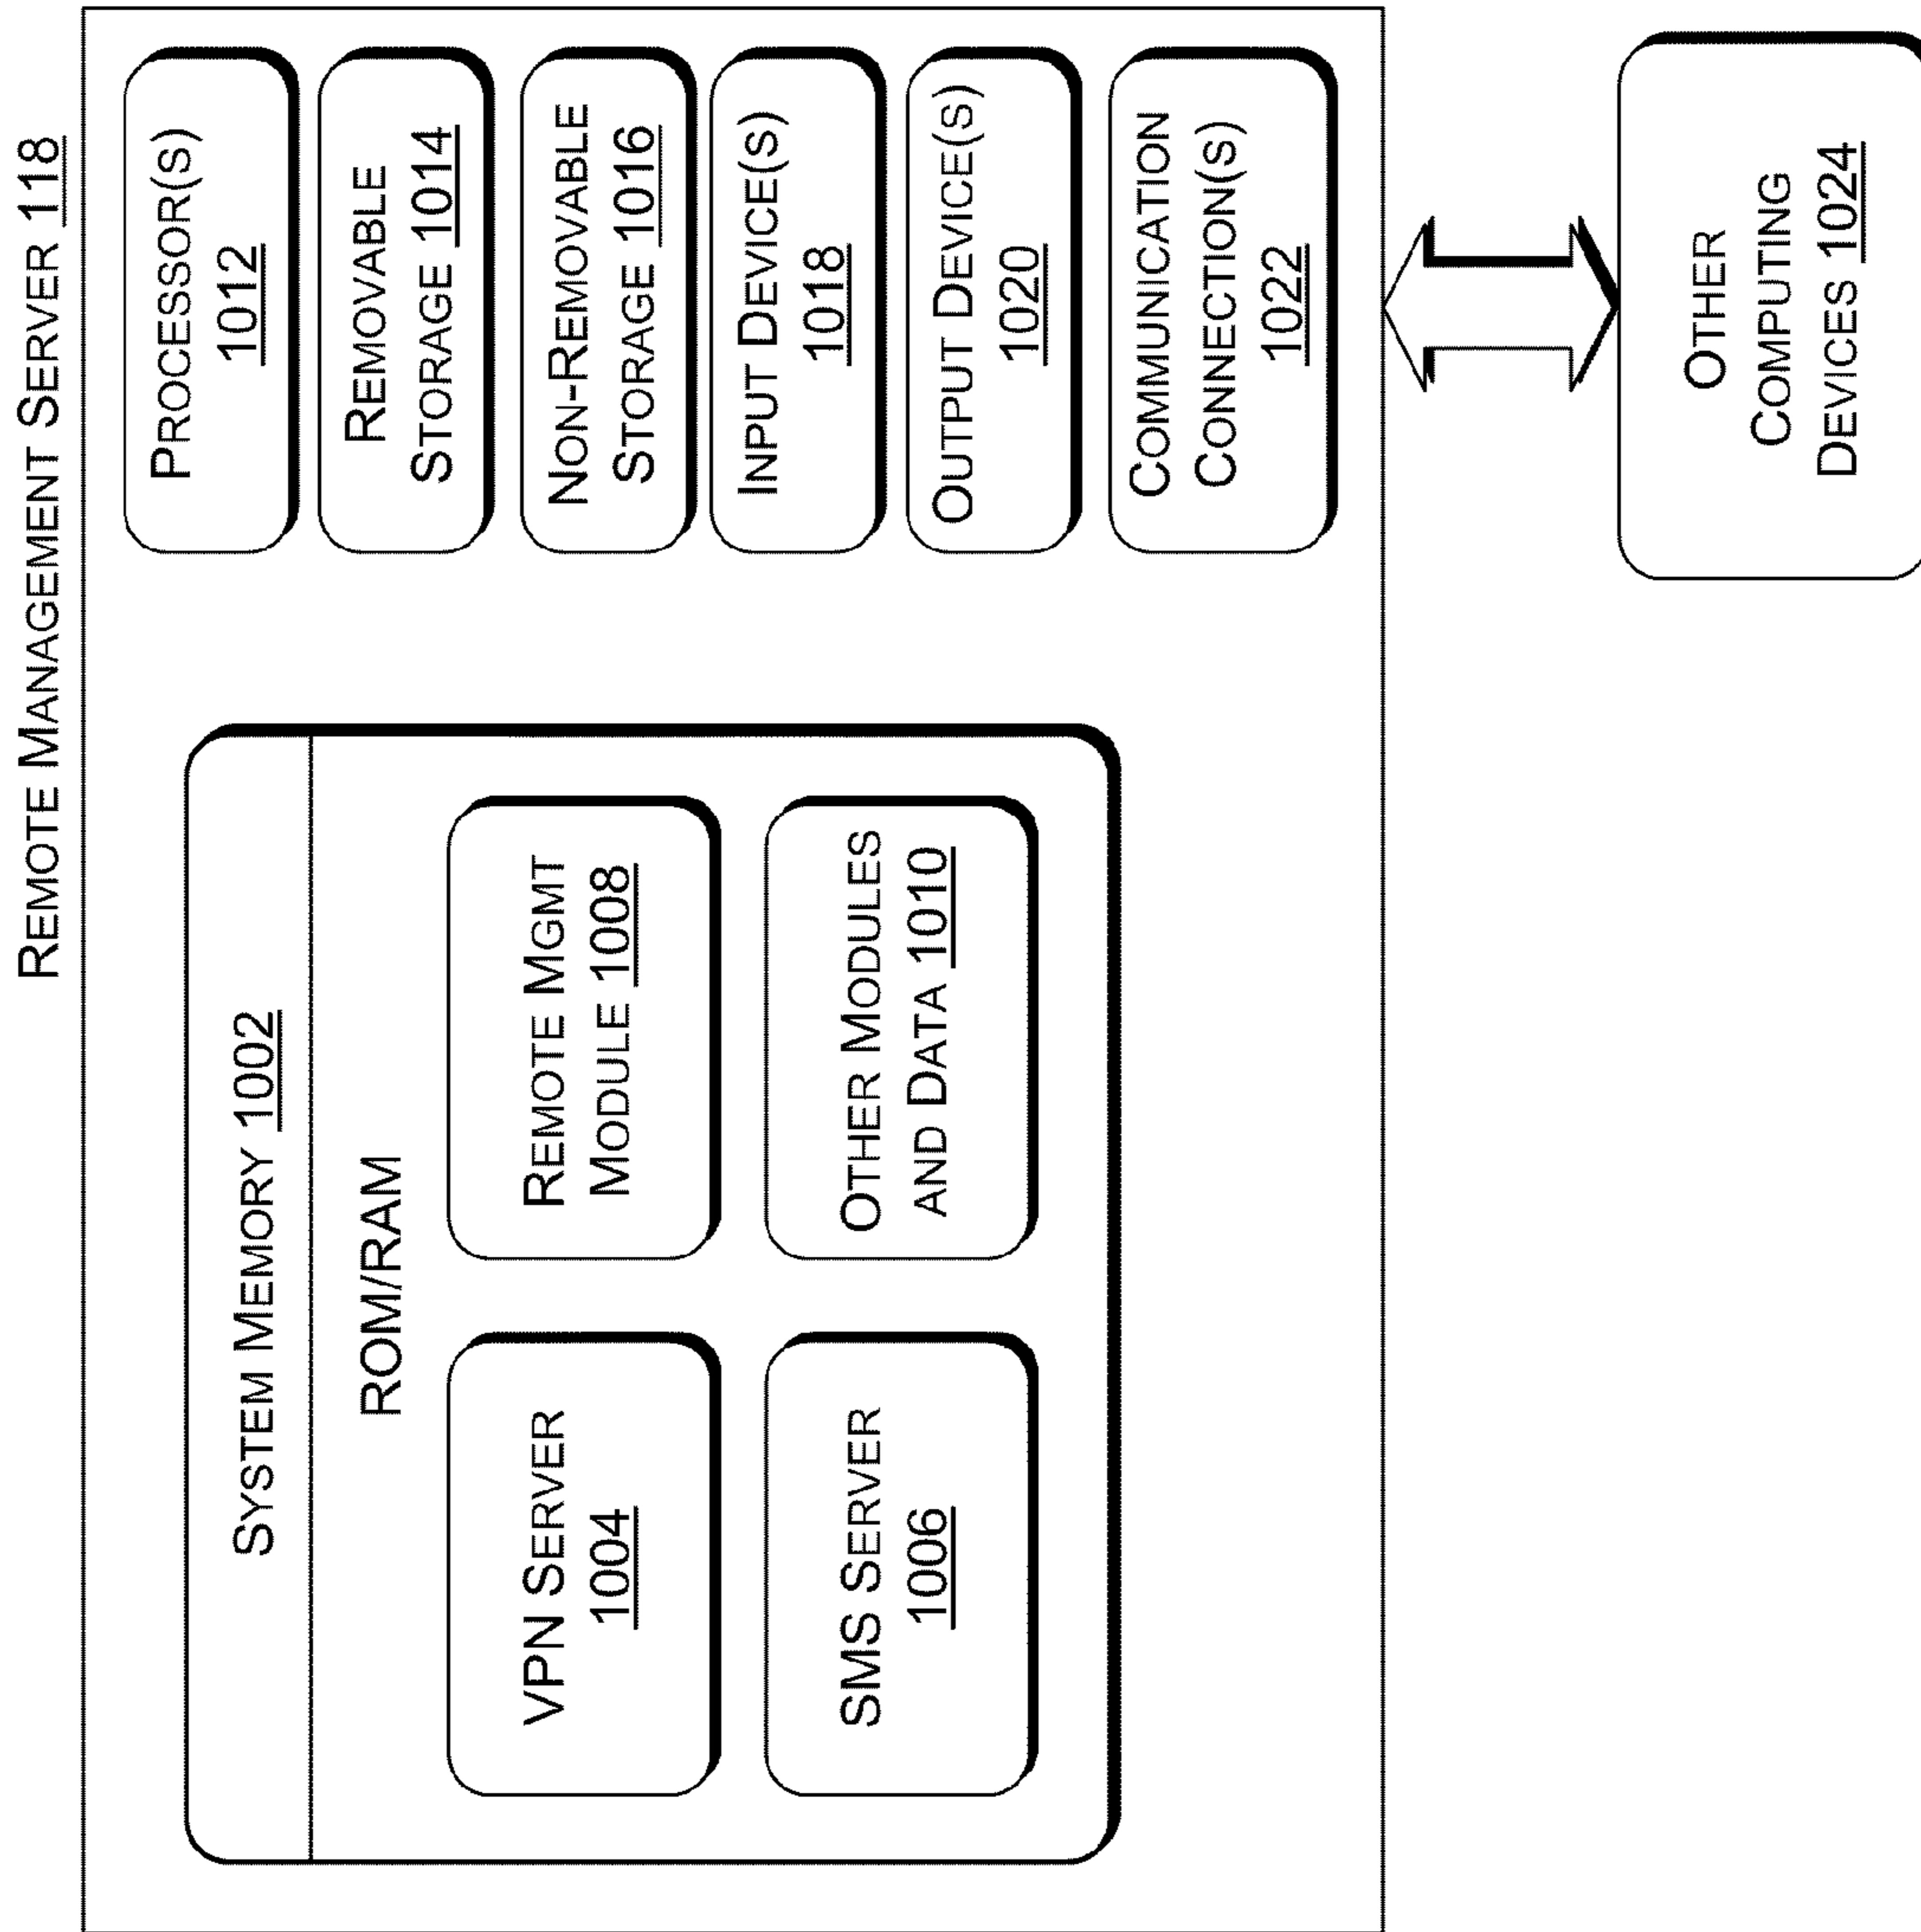 REMOTE MANAGEMENT SERVER 118
SYSTEM MEMORY 1002
ROM/RAM
VPN SERVER
1004
REMOTE MGMT
MODULE 1008
SMS SERVER
1006
OTHER MODULES
AND DATA 1010
PROCESSOR(S)
1012
REMOVABLE
STORAGE 1014
NON-REMOVABLE
STORAGE 1016
INPUT DEVICE(S)
1018
OUTPUT DEVICE(S)
1020
COMMUNICATION
CONNECTION(S)
1022
OTHER
COMPUTING
DEVICES 1024